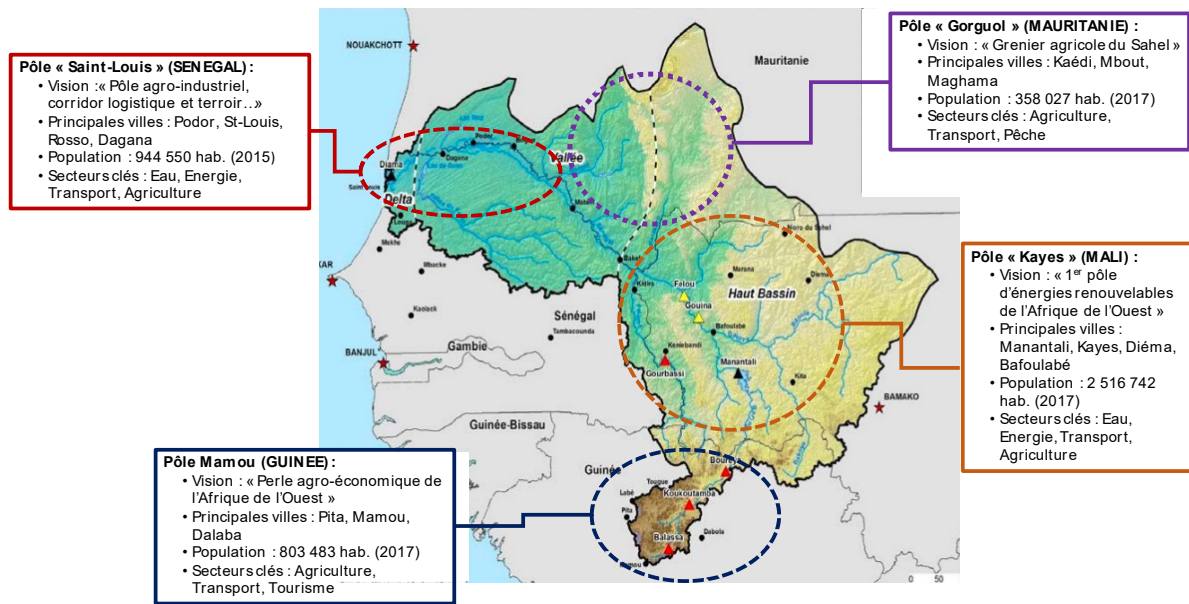 Pôle « Saint-Louis » (SENEGAL) :
• Vision :« Pôle agro-industriel,
corridor logistique et terroir…»
• Principales villes : Podor, St-Louis,
Rosso, Dagana
• Population : 944 550 hab. (2015)
• Secteurs clés : Eau, Energie,
Transport, Agriculture
Pôle « Gorguol » (MAURITANIE) :
• Vision : « Grenier agricole du Sahel »
• Principales villes : Kaédi, Mbout,
Maghama
• Population : 358 027 hab. (2017)
• Secteurs clés : Agriculture,
Transport, Pêche
Pôle « Kayes » (MALI) :
• Vision : « 1er pôle
d'énergies renouvelables
de l'Afrique de l'Ouest »
• Principales villes :
Manantali, Kayes, Diéma,
Bafoulabé
• Population : 2 516 742
hab. (2017)
• Secteurs clés : Eau,
Energie, Transport,
Agriculture
Pôle Mamou (GUINEE) :
• Vision : « Perle agro-économique de
l'Afrique de l'Ouest »
• Principales villes : Pita, Mamou,
Dalaba
• Population : 803 483 hab. (2017)
• Secteurs clés : Agriculture,
Transport, Tourisme
NOUAKCHOTT
Mauritanie
Podor
Dagana
Vallée
Diama
Saint Louis
Delta
Louga
Mekhe
Mbacke
KAR
Kaolack
Bakel
Kidira
Nioro du Sahel
Marana
Diema
Haut Bassin
Felou
Gouina
Bafoulabe
Sénégal
Tambacounda
Keniebandi
Gourbassi
Manantali
Kita
BANJUL
Gambie
BAMAKO
Guinée-Bissau
Guinée
Tougue
Labé
Koukoutamba
Pita
Balassa
Dabola
0 50